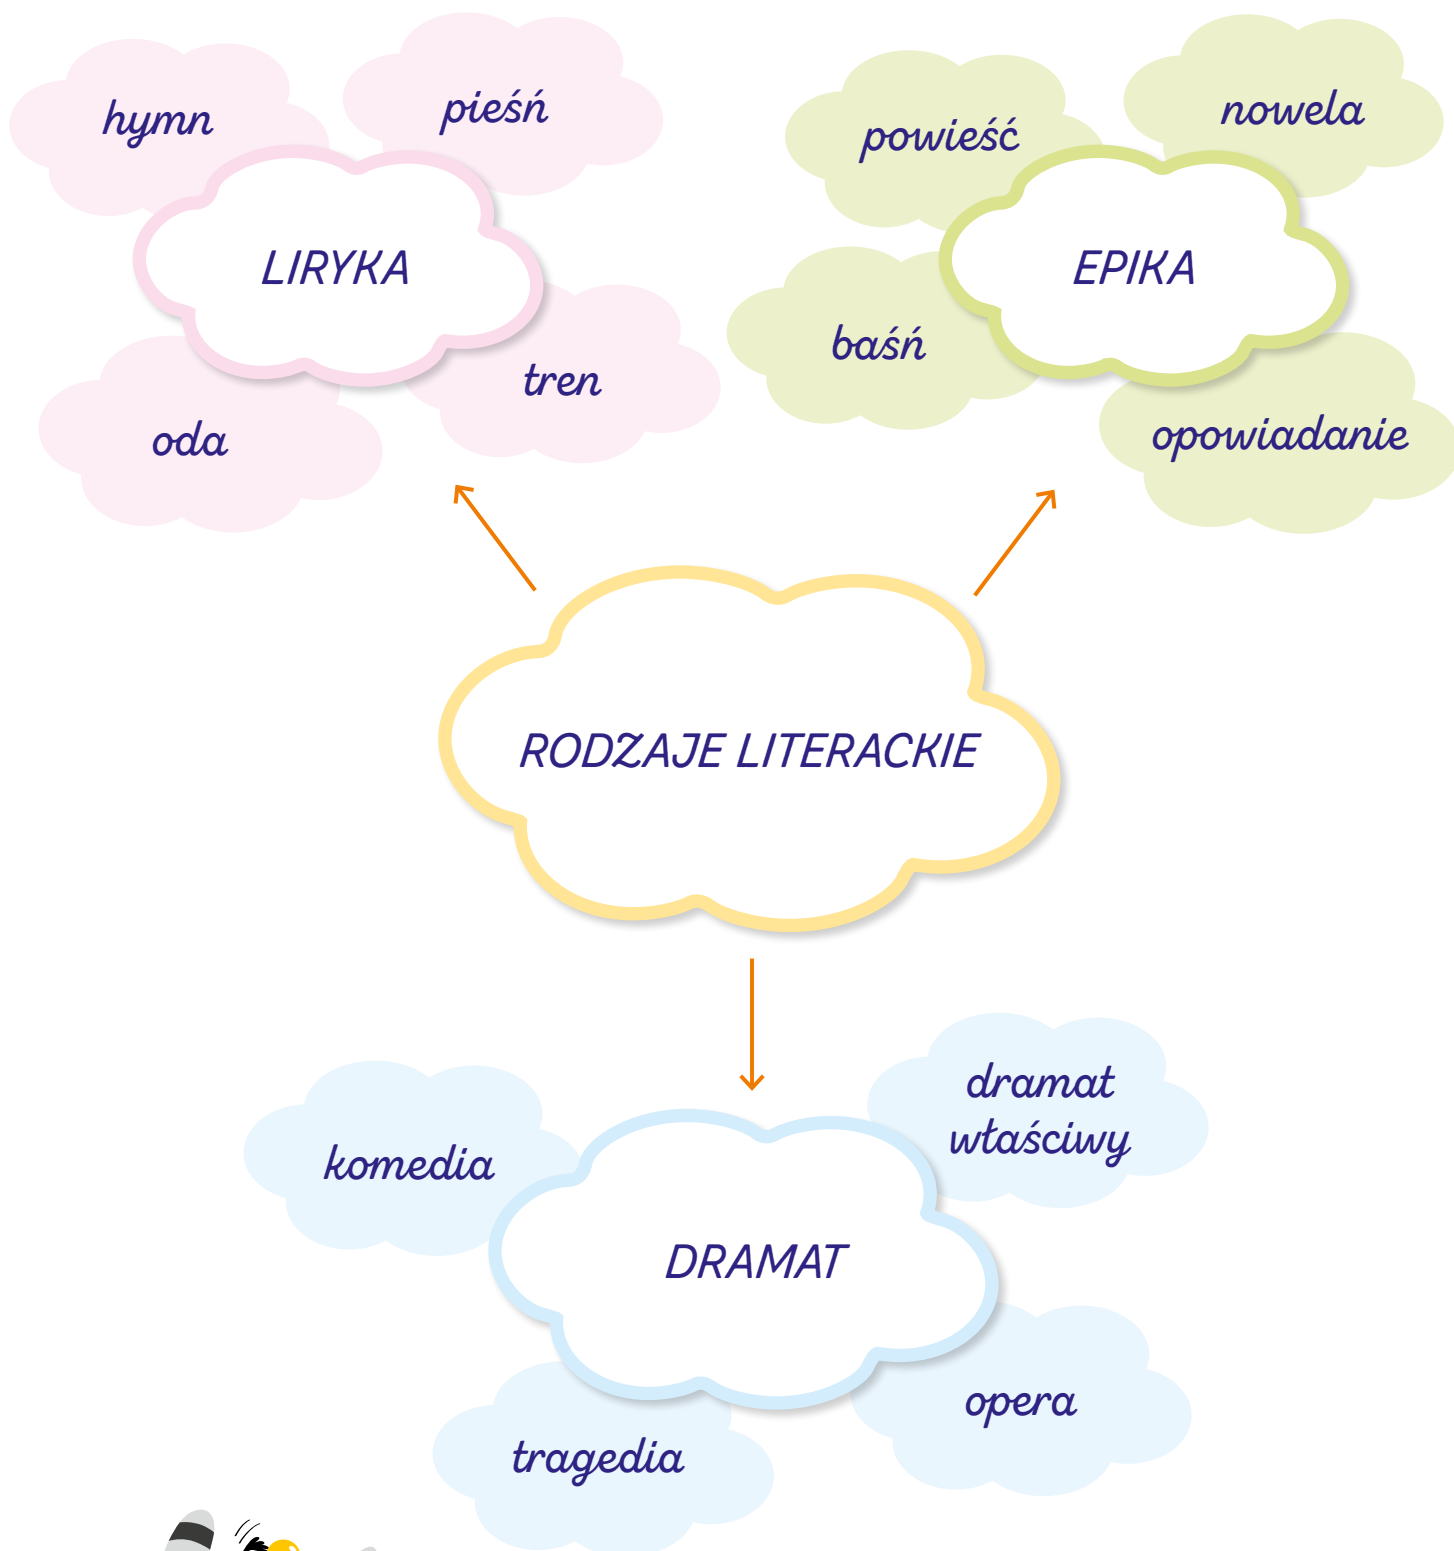 hymn
pieśń
LIRYKA
oda
tren
powieść
nowela
EPIKA
baśń
opowiadanie
RODZAJE LITERACKIE
komedia
dramat
właściwy
DRAMAT
tragedia
opera